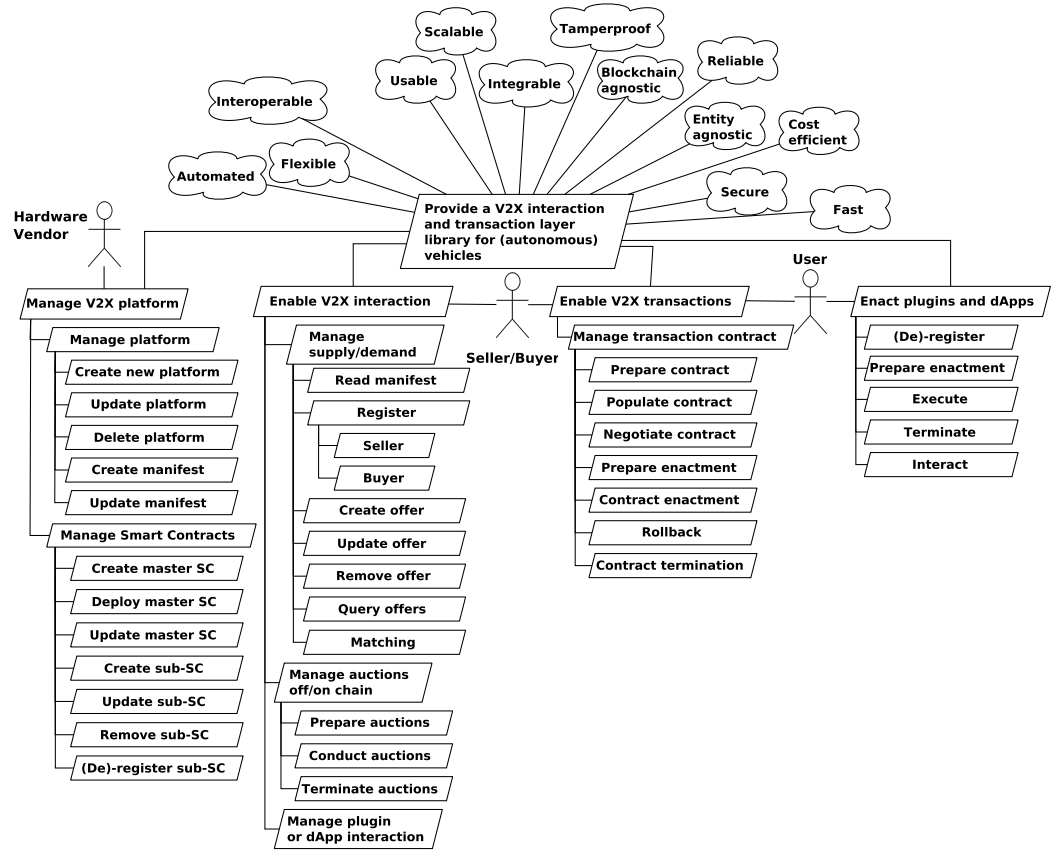 Scalable
Tamperproof
Usable
Integrable
Blockchain
agnostic
Reliable
Interoperable
Entity
agnostic
Cost
efficient
Automated
Flexible
Secure
Fast
Provide a V2X interaction
and transaction layer
library for (autonomous)
vehicles
Hardware
Vendor
Seller/Buyer
User
Manage V2X platform
Manage platform
Create new platform
Update platform
Delete platform
Create manifest
Update manifest
Manage Smart Contracts
Create master SC
Deploy master SC
Update master SC
Create sub-SC
Update sub-SC
Remove sub-SC
(De)-register sub-SC
Enable V2X interaction
Manage
supply/demand
Read manifest
Register
Seller
Buyer
Create offer
Update offer
Remove offer
Query offers
Matching
Manage auctions
off/on chain
Prepare auctions
Conduct auctions
Terminate auctions
Manage plugin
or dApp interaction
Enable V2X transactions
Manage transaction contract
Prepare contract
Populate contract
Negotiate contract
Prepare enactment
Contract enactment
Rollback
Contract termination
Enact plugins and dApps
(De)-register
Prepare enactment
Execute
Terminate
Interact